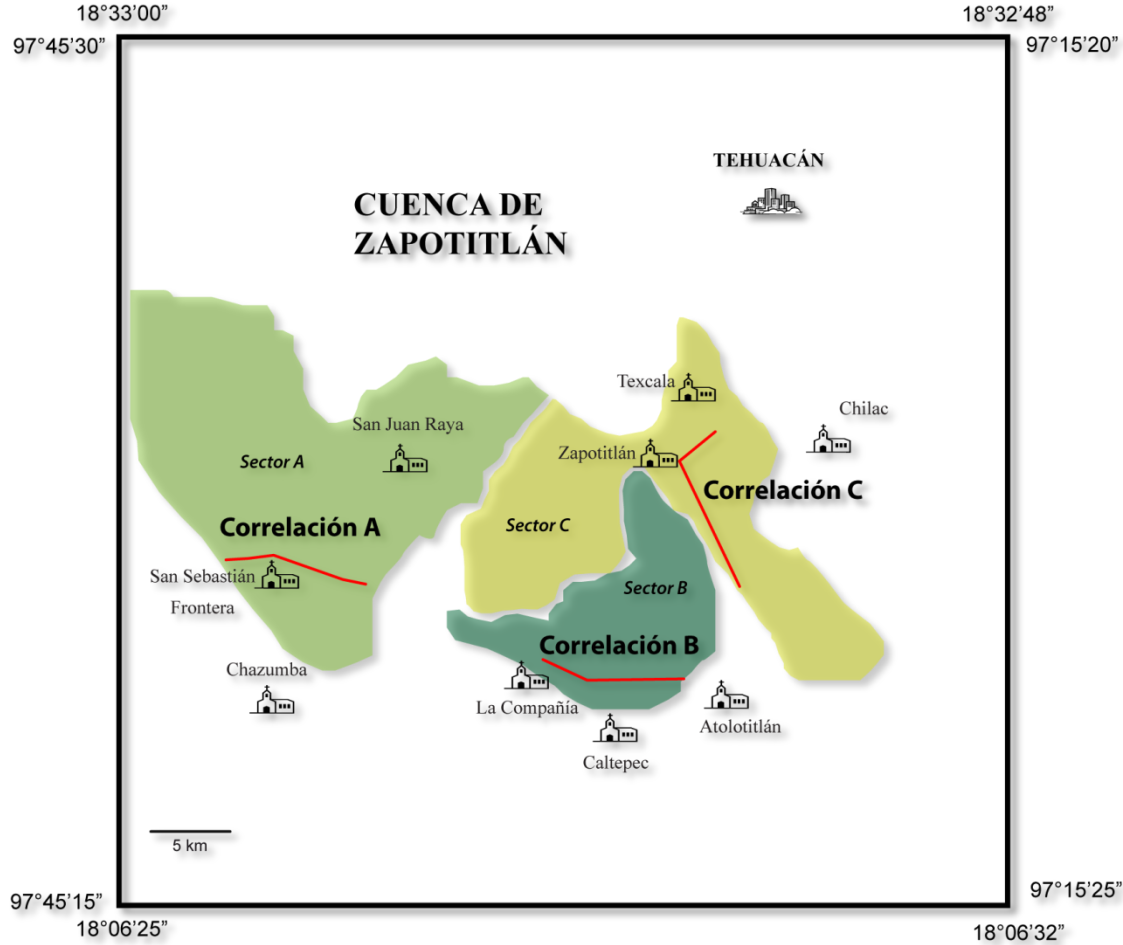 18°33’00”
18°32’48”
97°45’30”
97°15’20”
TEHUACÁN
CUENCA DE
ZAPOTITLÁN
Texcala
Chilac
San Juan Raya
Zapotitlán
Sector A
Correlación C
Correlación A
Sector C
San Sebastián
Frontera
Sector B
Correlación B
Chazumba
La Compañía
Atolotitlán
Caltepec
5 km
97°45’15”
97°15’25”
18°06’25”
18°06’32”